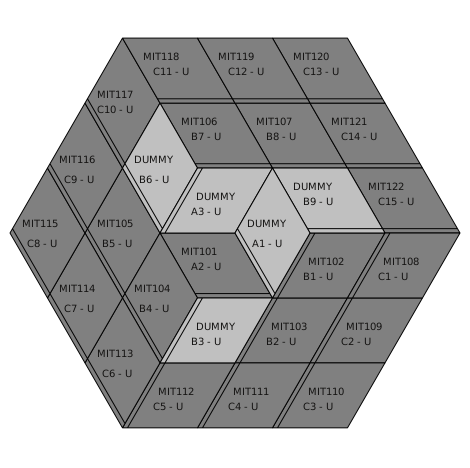 MIT118
C11 - U
MIT119
C12 - U
MIT120
C13 - U
MIT117
C10 - U
MIT106
B7 - U
MIT107
B8 - U
MIT121
C14 - U
MIT116
C9 - U
DUMMY
B6 - U
DUMMY
A3 - U
DUMMY
B9 - U
MIT122
C15 - U
MIT115
C8 - U
MIT105
B5 - U
DUMMY
A1 - U
MIT101
A2 - U
MIT102
B1 - U
MIT108
C1 - U
MIT114
C7 - U
MIT104
B4 - U
DUMMY
B3 - U
MIT103
B2 - U
MIT109
C2 - U
MIT113
C6 - U
MIT112
C5 - U
MIT111
C4 - U
MIT110
C3 - U